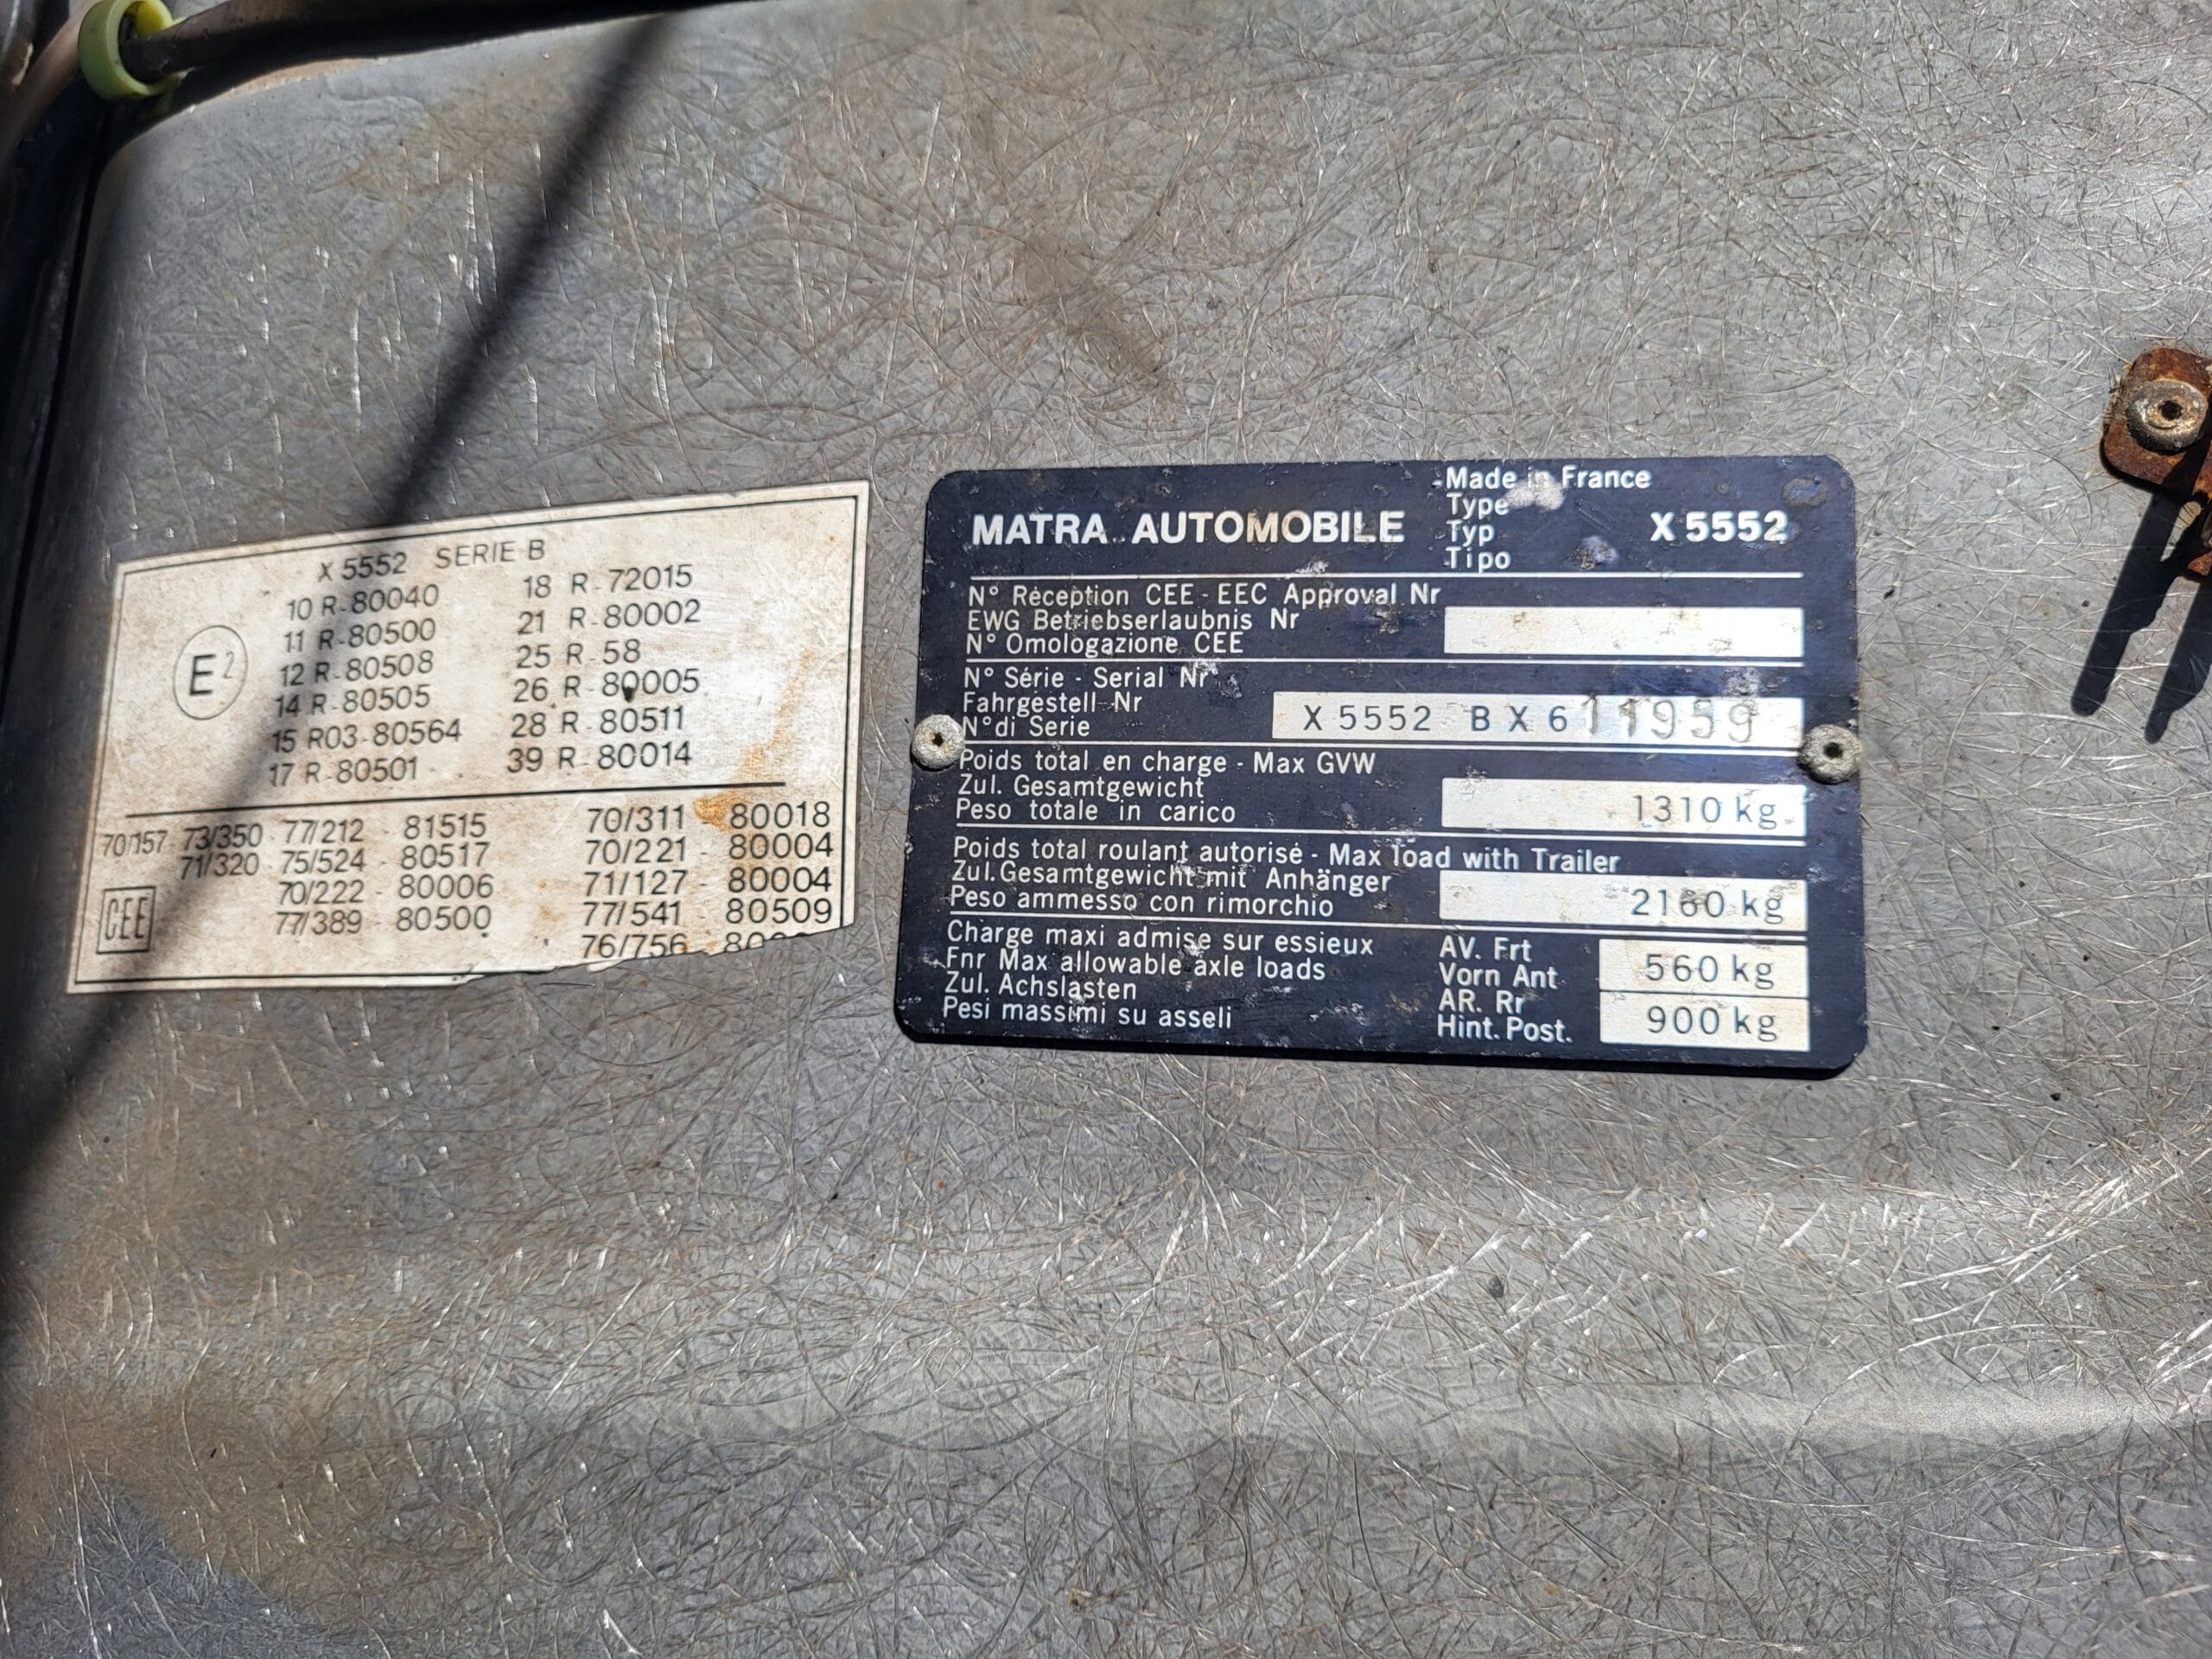 X 5552 SERIE B
10 R-80040 18 R-72015
11 R-80500 21 R-80002
12 R-80508 25 R-58
14 R-80505 26 R-80005
15 R03-80564 28 R-80511
17 R-80501 39 R-80014
E2
70/157 - 73/350 - 77/212 - 81515 70/311 - 80018
71/320 - 75/524 - 80517 70/221 - 80004
70/222 - 80006 71/127 - 80004
77/389 - 80500 77/541 - 80509
76/756
CEE
Made in France
MATRA AUTOMOBILE
Type
Typ X 5552
Tipo
N° Réception CEE - EEC Approval Nr
EWG Betriebserlaubnis Nr
N° Omologazione CEE
N° Série - Serial Nr
Fahrgestell Nr
N° di Serie
X 5552 B X 611959
Poids total en charge - Max GVW
Zul. Gesamtgewicht
Peso totale in carico
1310 kg
Poids total roulant autorisé - Max load with Trailer
Zul. Gesamtgewicht mit Anhänger
Peso ammesso con rimorchio
2160 kg
Charge maxi admise sur essieux
Fnr Max allowable axle loads
Zul. Achslasten
Pesi massimi su asseli
AV. Frt
Vorn Ant
560 kg
AR. Rr
Hint. Post.
900 kg